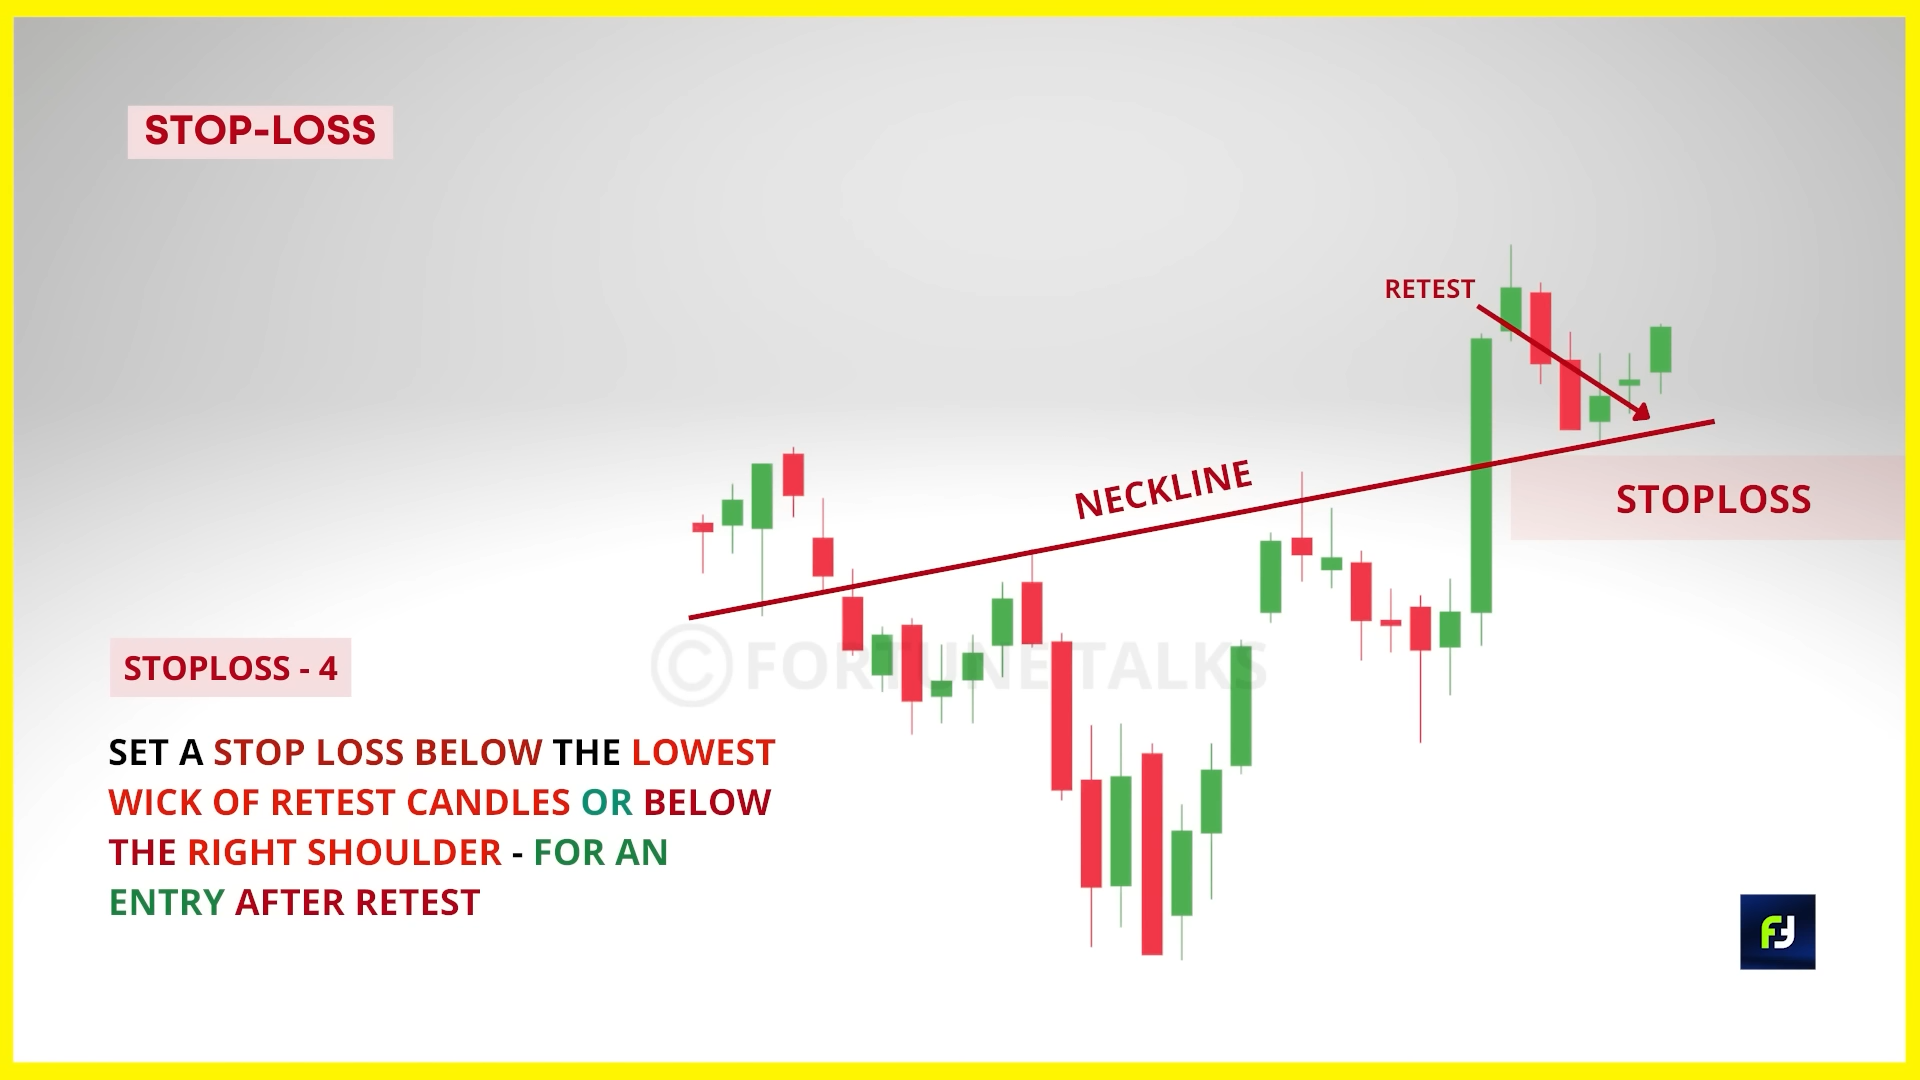 STOP-LOSS
RETEST
NECKLINE
STOPLOSS
© FORTUNE TALKS
STOPLOSS - 4
SET A STOP LOSS BELOW THE LOWEST
WICK OF RETEST CANDLES OR BELOW
THE RIGHT SHOULDER - FOR AN
ENTRY AFTER RETEST